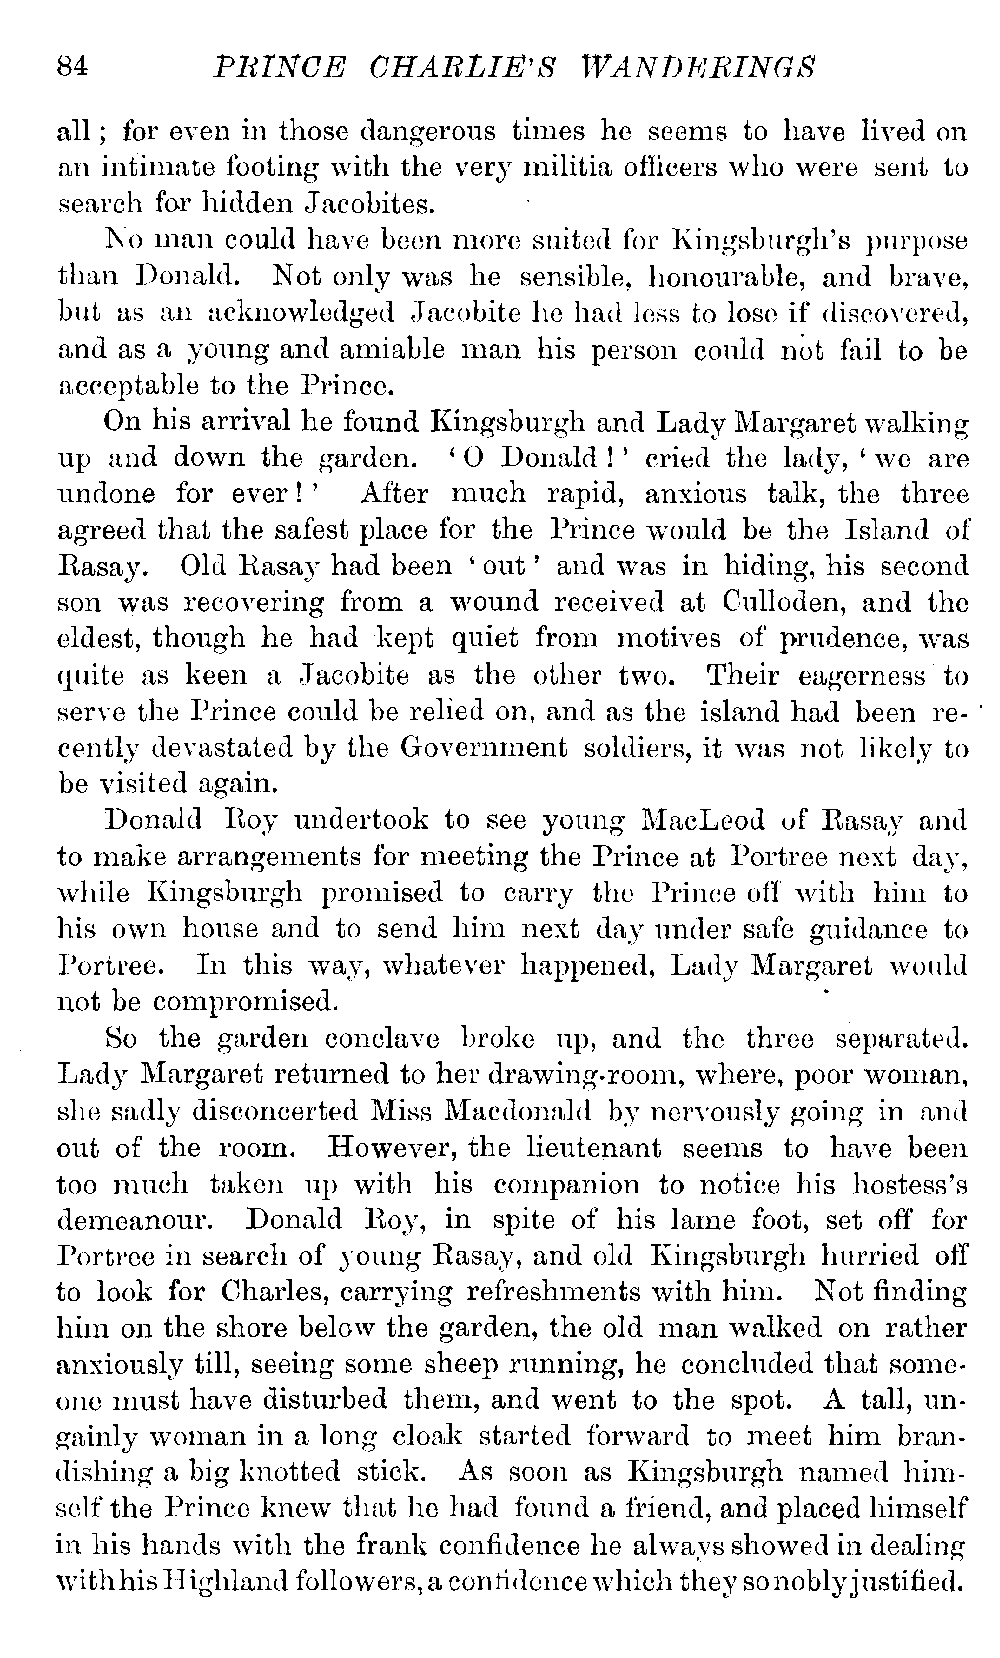 84 PRINCE CHARLIE'S WANDERINGS
all ; for even in those dangerous times he seems to have lived on
an intimate footing with the very militia officers who were sent to
search for hidden Jacobites.
No man could have been more suited for Kingsburgh's purpose
than Donald. Not only was he sensible, honourable, and brave,
but as an acknowledged Jacobite he had less to lose if discovered,
and as a young and amiable man his person could not fail to be
acceptable to the Prince.
On his arrival he found Kingsburgh and Lady Margaret walking
up and down the garden. ' O Donald ! ' cried the lady, ' we are
undone for ever ! ' After much rapid, anxious talk, the three
agreed that the safest place for the Prince would be the Island of
Rasay. Old Rasay had been ' out ' and was in hiding, his second
son was recovering from a wound received at Culloden, and the
eldest, though he had kept quiet from motives of prudence, was
quite as keen a Jacobite as the other two. Their eagerness to
serve the Prince could be relied on, and as the island had been re-
cently devastated by the Government soldiers, it was not likely to
be visited again.
Donald Roy undertook to see young MacLeod of Rasay and
to make arrangements for meeting the Prince at Portree next day,
while Kingsburgh promised to carry the Prince off with him to
his own house and to send him next day under safe guidance to
Portree. In this way, whatever happened, Lady Margaret would
not be compromised.
So the garden conclave broke up, and the three separated.
Lady Margaret returned to her drawing-room, where, poor woman,
she sadly disconcerted Miss Macdonald by nervously going in and
out of the room. However, the lieutenant seems to have been
too much taken up with his companion to notice his hostess's
demeanour. Donald Roy, in spite of his lame foot, set off for
Portree in search of young Rasay, and old Kingsburgh hurried off
to look for Charles, carrying refreshments with him. Not finding
him on the shore below the garden, the old man walked on rather
anxiously till, seeing some sheep running, he concluded that some-
one must have disturbed them, and went to the spot. A tall, un-
gainly woman in a long cloak started forward to meet him bran-
dishing a big knotted stick. As soon as Kingsburgh named him-
self the Prince knew that he had found a friend, and placed himself
in his hands with the frank confidence he always showed in dealing
with his Highland followers, a confidence which they so nobly justified.